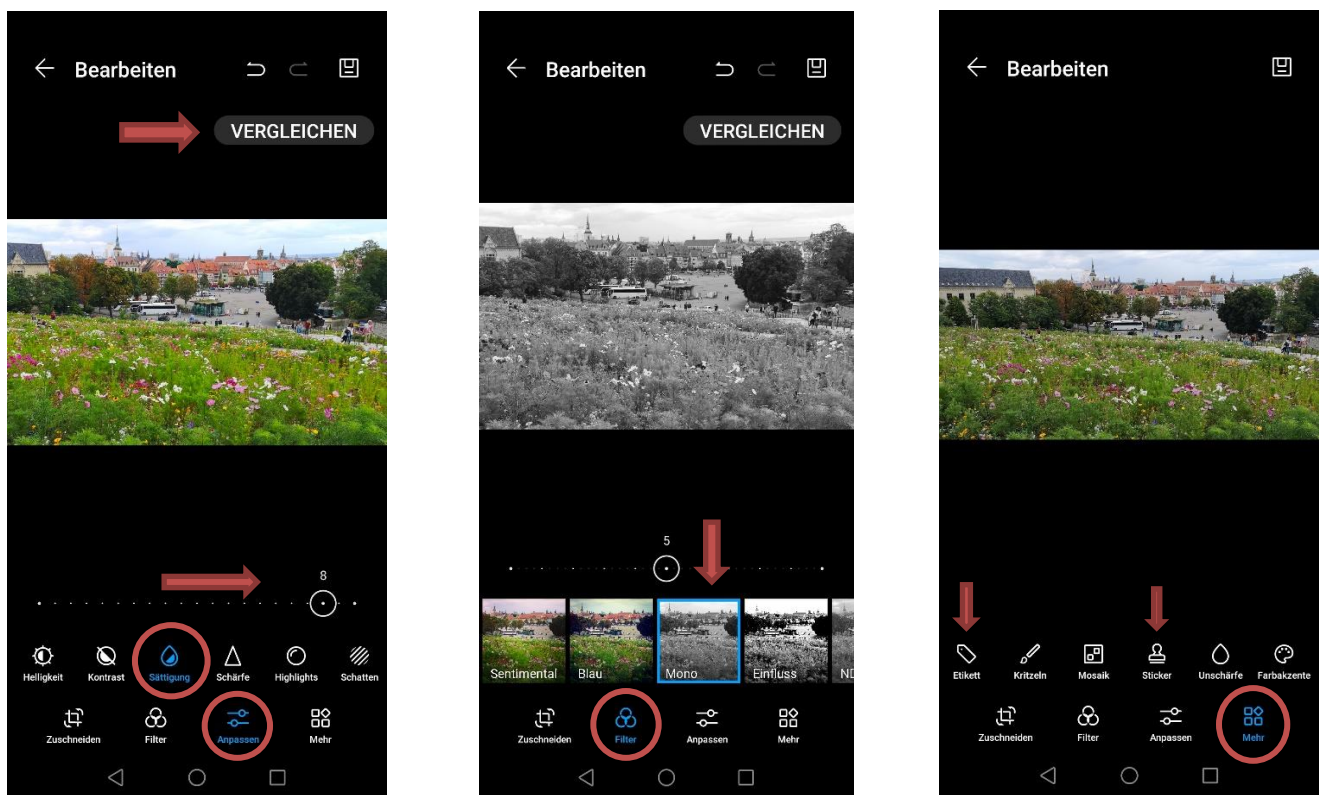 Bearbeiten
VERGLEICHEN
8
Helligkeit Kontrast Sättigung Schärfe Highlights Schatten
Zuschneiden Filter Anpassen Mehr
Bearbeiten
VERGLEICHEN
5
Sentimental Blau Mono Einfluss ND
Zuschneiden Filter Anpassen Mehr
Bearbeiten
Etikett Kritzeln Mosaik Sticker Unschärfe Farbakzente
Zuschneiden Filter Anpassen Mehr